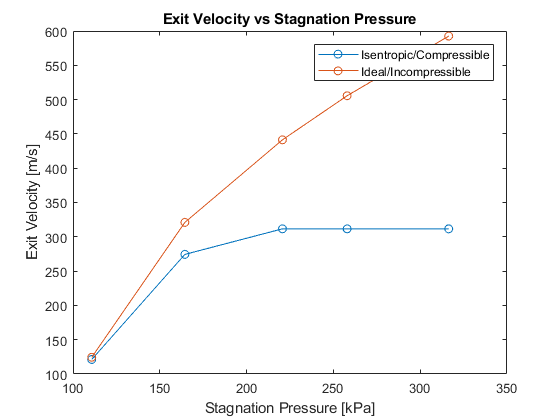 Exit Velocity vs Stagnation Pressure
600
550
500
450
400
350
300
250
200
150
100
Exit Velocity [m/s]
Isentropic/Compressible
Ideal/Incompressible
100 150 200 250 300 350
Stagnation Pressure [kPa]